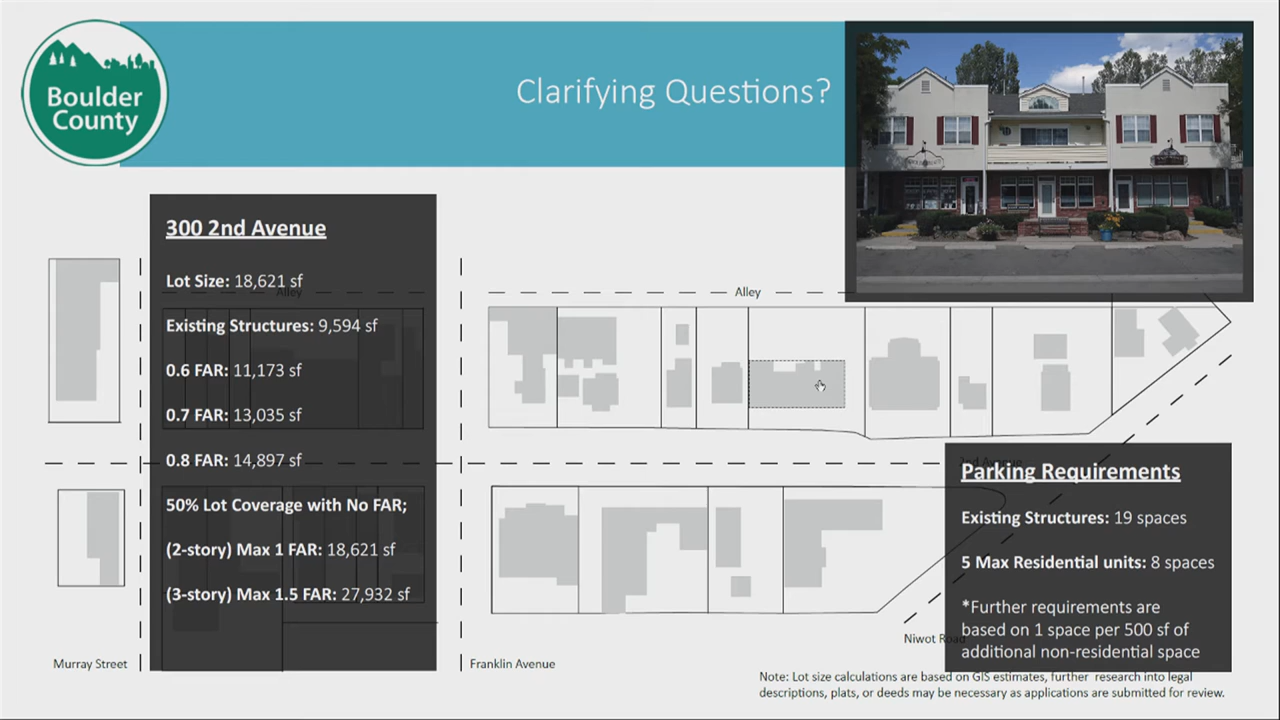 Boulder
County
Clarifying Questions?
300 2nd Avenue
Lot Size: 18,621 sf
Alley
Existing Structures: 9,594 sf
0.6 FAR: 11,173 sf
0.7 FAR: 13,035 sf
0.8 FAR: 14,897 sf
50% Lot Coverage with No FAR;
(2-story) Max 1 FAR: 18,621 sf
(3-story) Max 1.5 FAR: 27,932 sf
Alley
2nd Avenue
Parking Requirements
Existing Structures: 19 spaces
5 Max Residential units: 8 spaces
*Further requirements are
based on 1 space per 500 sf of
additional non-residential space
Niwot Road
Murray Street
Franklin Avenue
Note: Lot size calculations are based on GIS estimates, further research into legal
descriptions, plats, or deeds may be necessary as applications are submitted for review.